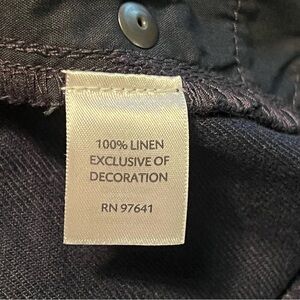 100% LINEN
EXCLUSIVE OF
DECORATION
RN 97641